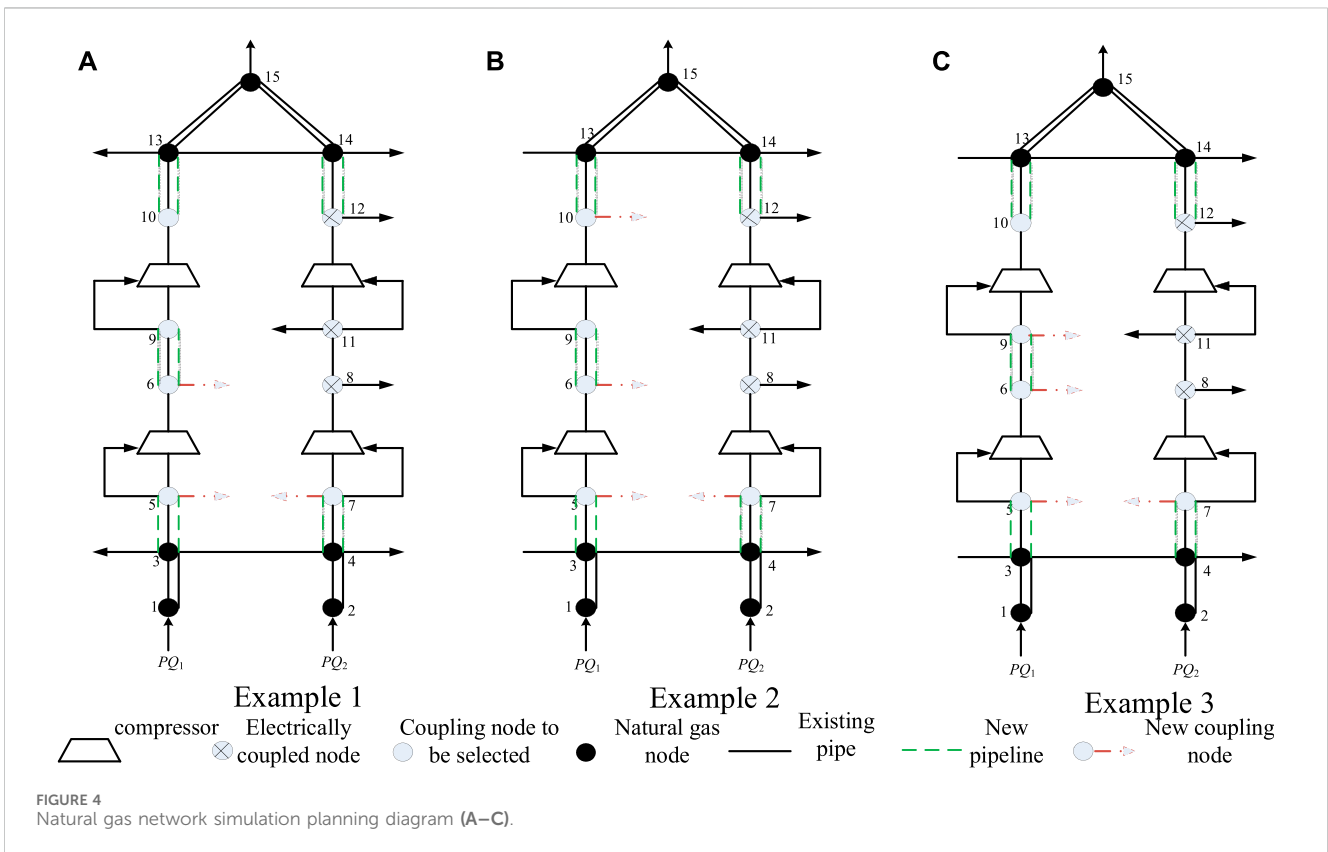 A
B
C
15
13
14
10
12
9
11
6
8
5
7
3
4
1
2
PQ1
PQ2
Example 1
15
13
14
10
12
9
11
6
8
5
7
3
4
1
2
PQ1
PQ2
Example 2
15
13
14
10
12
9
11
6
8
5
7
3
4
1
2
PQ1
PQ2
Example 3
compressor
Electrically
coupled node
Coupling node to
be selected
Natural gas
node
Existing
pipe
New
pipeline
New coupling
node
FIGURE 4
Natural gas network simulation planning diagram (A–C).